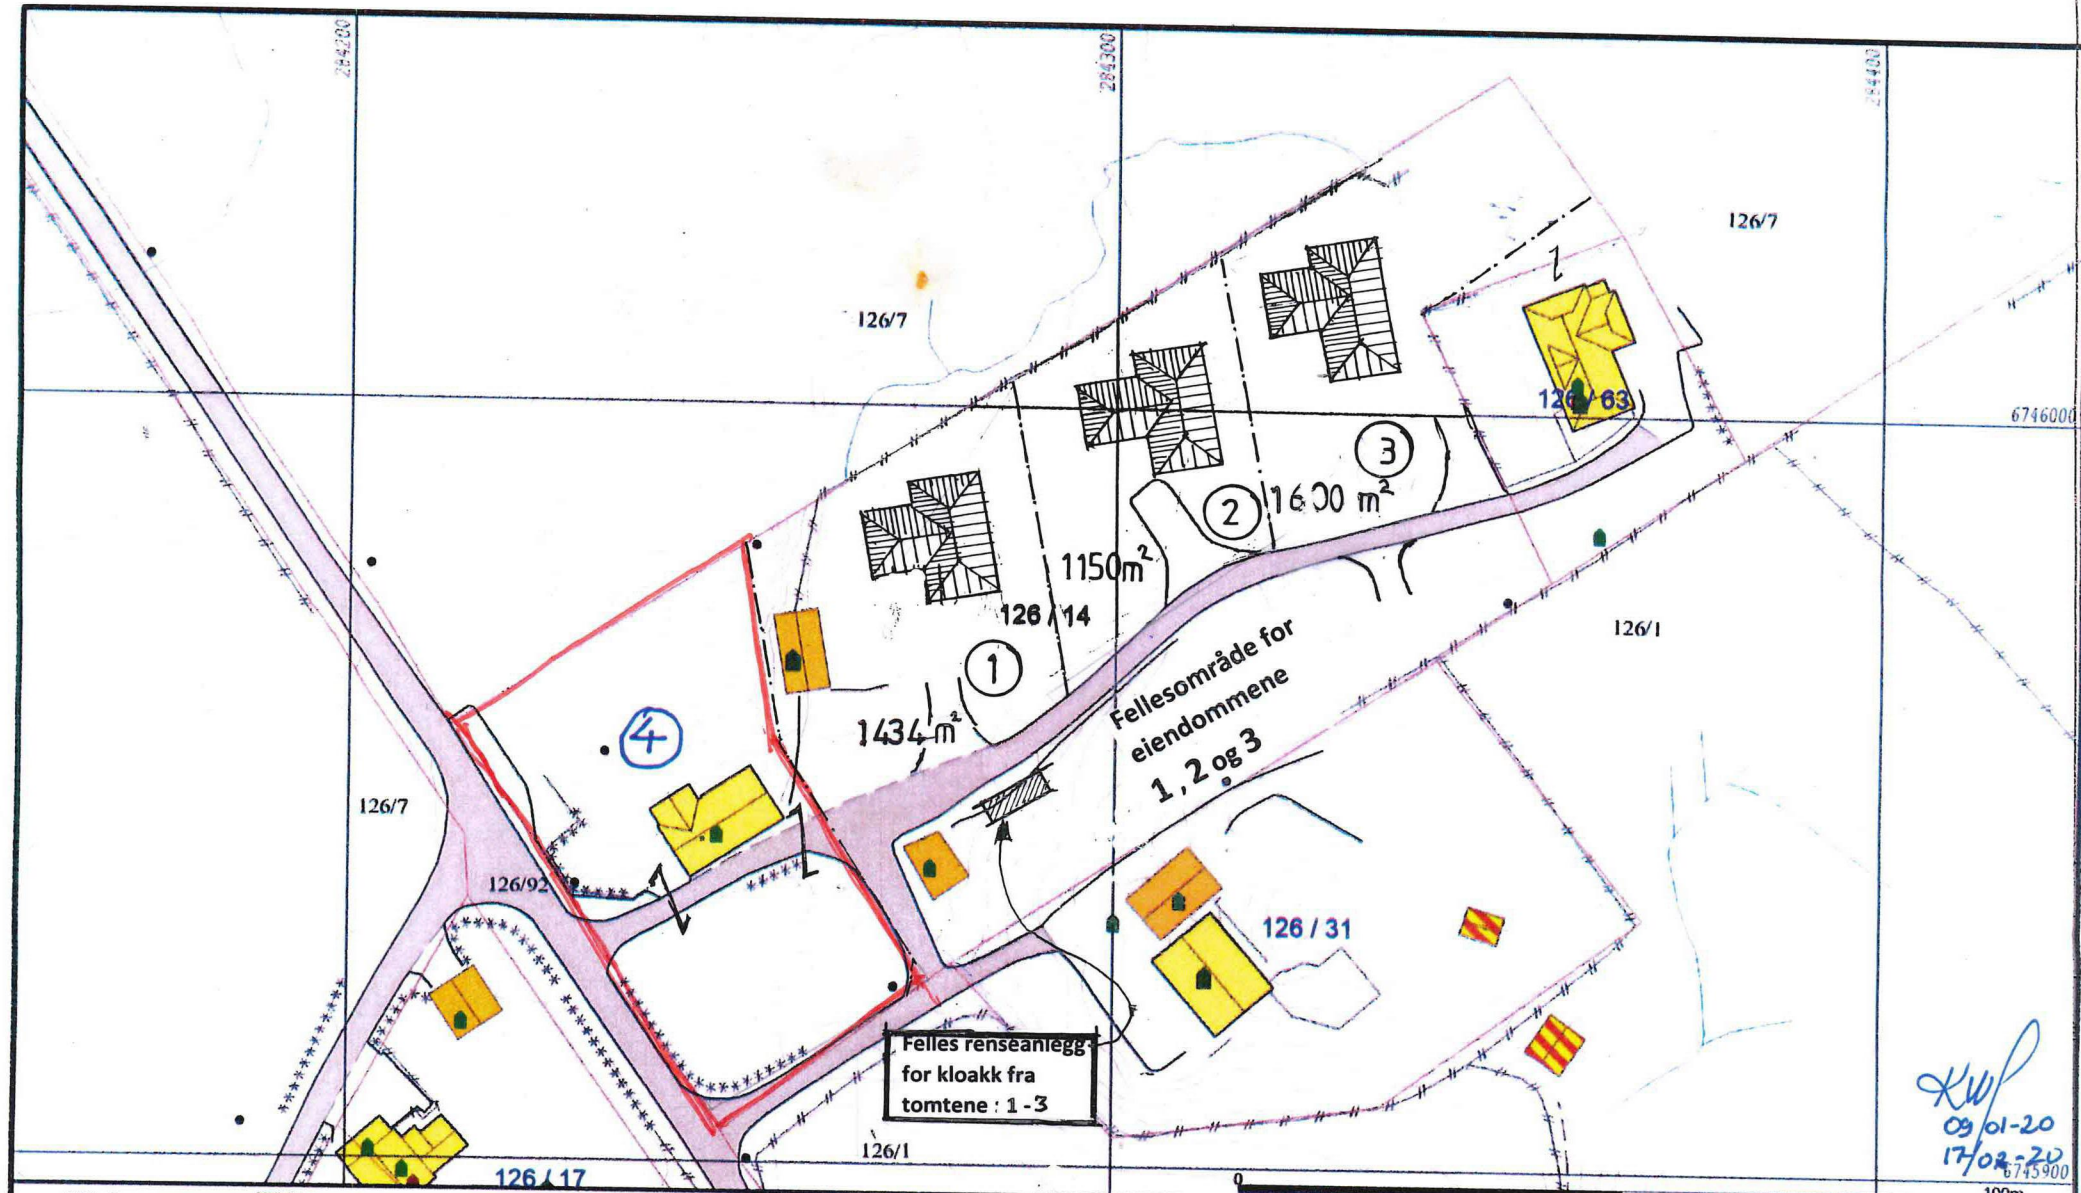 284200
284300
284400
126/7
126/7
126 / 63
6746000
3
2
1600 m²
1150m²
126 / 14
126/1
1
Fellesområde for
eiendommene
1, 2 og 3
1434 m²
4
126/7
126/92
126 / 31
Felles renseanlegg
for kloakk fra
tomtene : 1-3
126/1
126 / 17
KW
09/01-20
17/02-20
6745900
0
100m